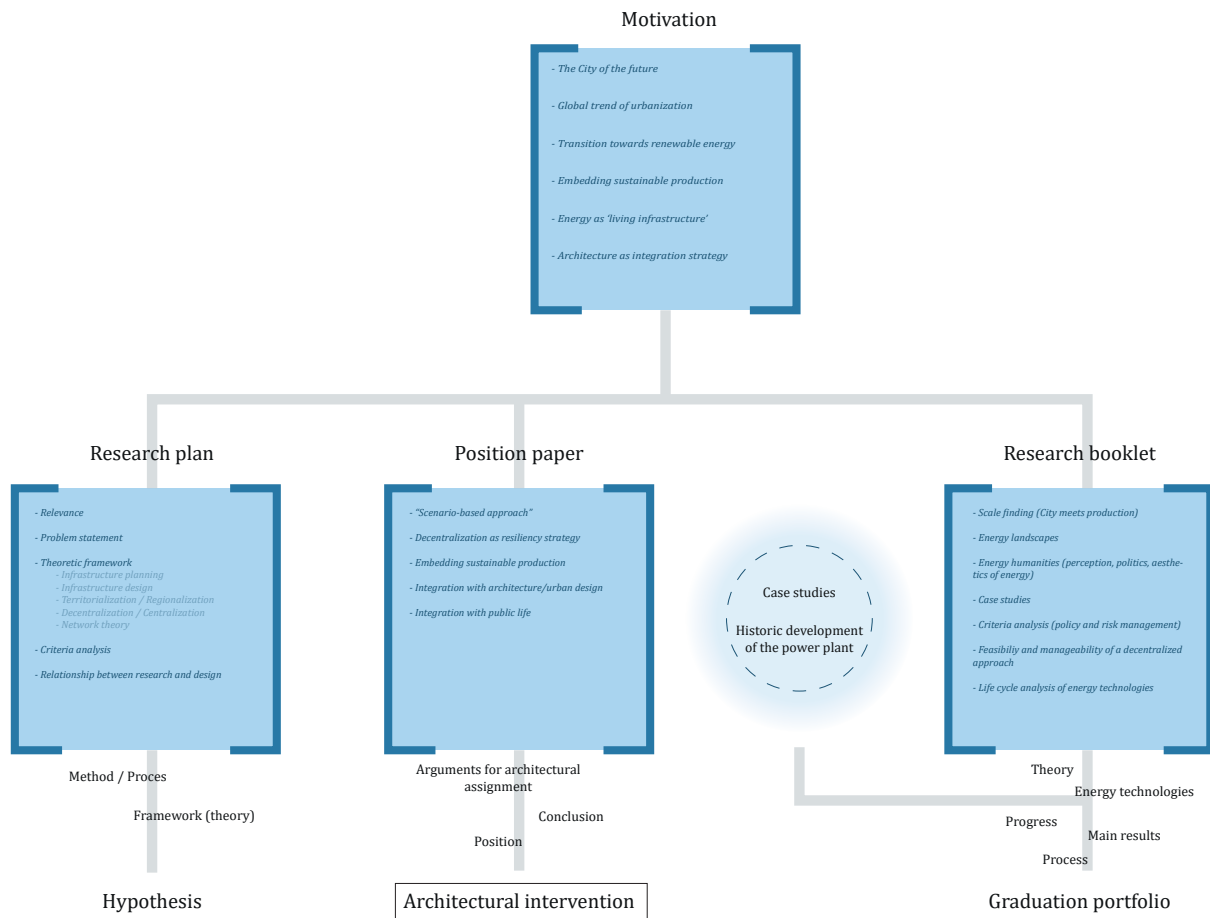 Motivation
- The City of the future
- Global trend of urbanization
- Transition towards renewable energy
- Embedding sustainable production
- Energy as ‘living infrastructure’
- Architecture as integration strategy
Research plan
- Relevance
- Problem statement
- Theoretic framework
- Infrastructure planning
- Infrastructure design
- Territorialization / Regionalization
- Decentralization / Centralization
- Network theory
- Criteria analysis
- Relationship between research and design
Method / Proces
Framework (theory)
Hypothesis
Position paper
- “Scenario-based approach”
- Decentralization as resiliency strategy
- Embedding sustainable production
- Integration with architecture/urban design
- Integration with public life
Arguments for architectural
assignment
Conclusion
Position
Architectural intervention
Case studies
Historic development
of the power plant
Research booklet
- Scale finding (City meets production)
- Energy landscapes
- Energy humanities (perception, politics, aesthe-
tics of energy)
- Case studies
- Criteria analysis (policy and risk management)
- Feasibiliy and manageability of a decentralized
approach
- Life cycle analysis of energy technologies
Theory
Energy technologies
Progress
Main results
Process
Graduation portfolio